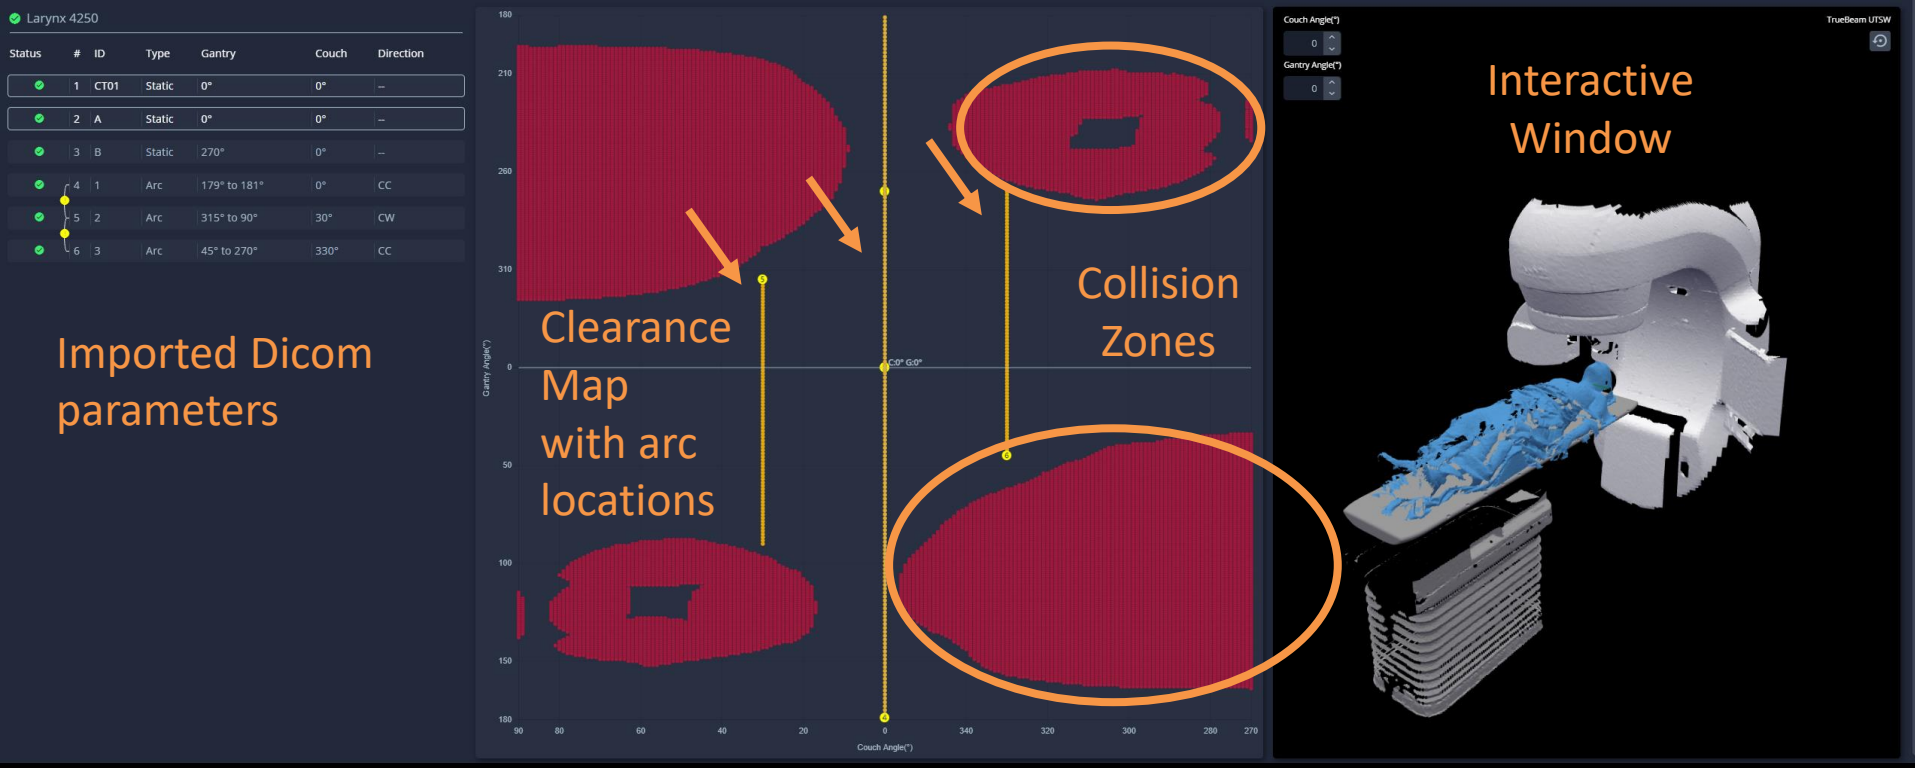 Larynx 4250
Status # ID Type Gantry Couch Direction
1 CT01 Static 0° 0° --
2 A Static 0° 0° --
3 B Static 270° 0° --
4 1 Arc 179° to 181° 0° CC
5 2 Arc 315° to 90° 30° CW
6 3 Arc 45° to 270° 330° CC
Imported Dicom
parameters
180
210
260
310
0
50
100
150
180
Gantry Angle(°)
90 80 60 40 20 0 340 320 300 280 270
Couch Angle(°)
5
C:0° G:0°
6
4
Clearance
Map
with arc
locations
Collision
Zones
Couch Angle(°)
0
Gantry Angle(°)
0
TrueBeam UTSW
Interactive
Window